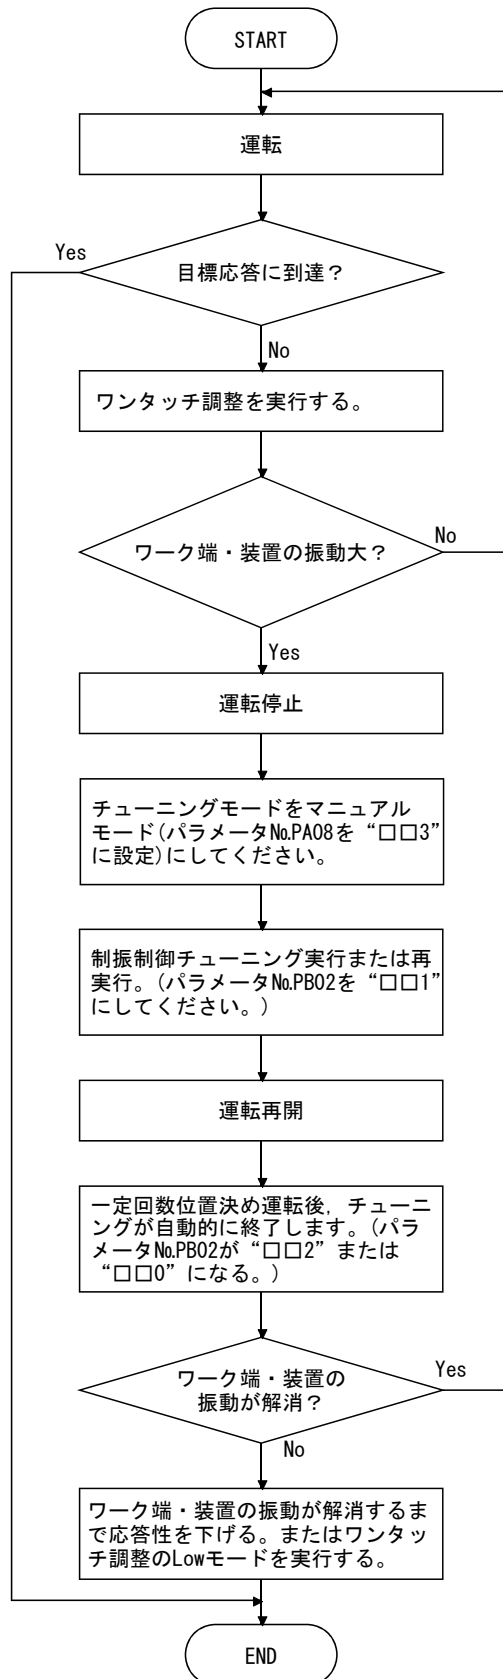 START
運転
Yes
目標応答に到達？
No
ワンタッチ調整を実行する。
No
ワーク端・装置の振動大？
Yes
運転停止
チューニングモードをマニュアル
モード(パラメータ№PA08を“□□3”
に設定)にしてください。
制振制御チューニング実行または再
実行。(パラメータ№PB02を“□□1”
にしてください。)
運転再開
一定回数位置決め運転後，チューニ
ングが自動的に終了します。(パラ
メータ№PB02が“□□2”または
“□□0”になる。)
Yes
ワーク端・装置の
振動が解消？
No
ワーク端・装置の振動が解消するま
で応答性を下げる。またはワンタッ
チ調整のLowモードを実行する。
END